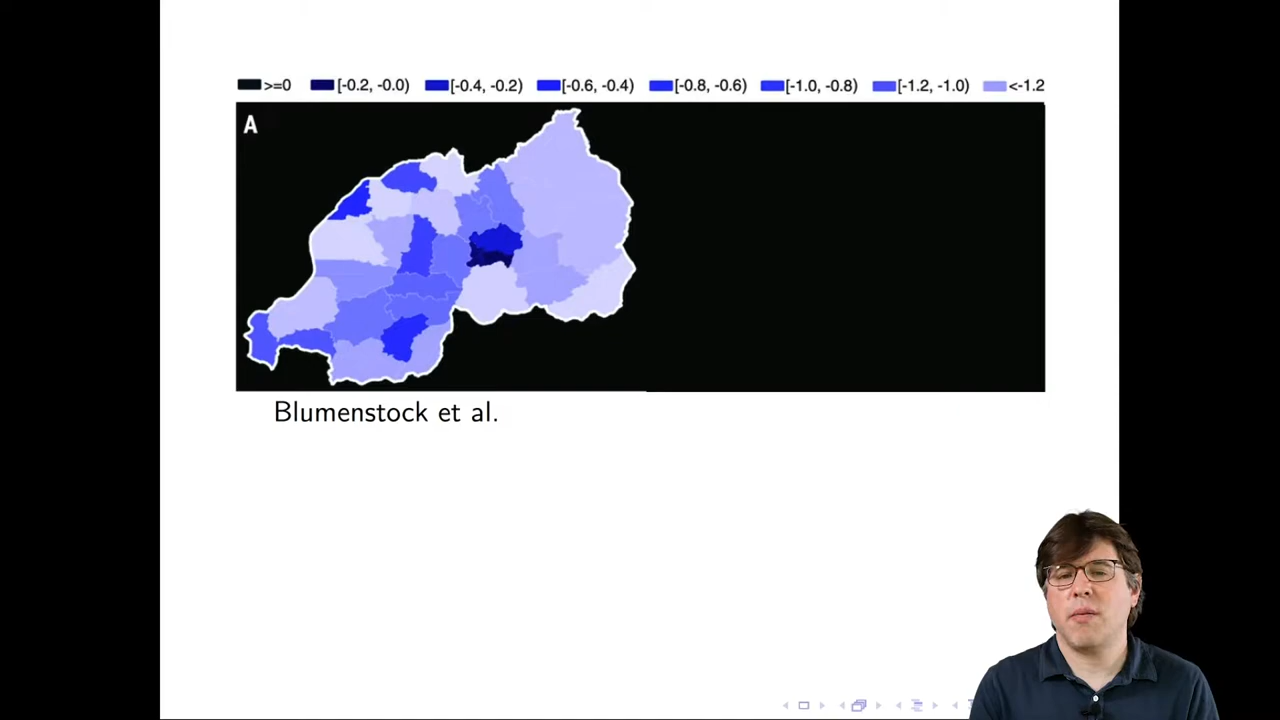 >=0 [-0.2, -0.0) [-0.4, -0.2) [-0.6, -0.4) [-0.8, -0.6) [-1.0, -0.8) [-1.2, -1.0) <-1.2
A
Blumenstock et al.